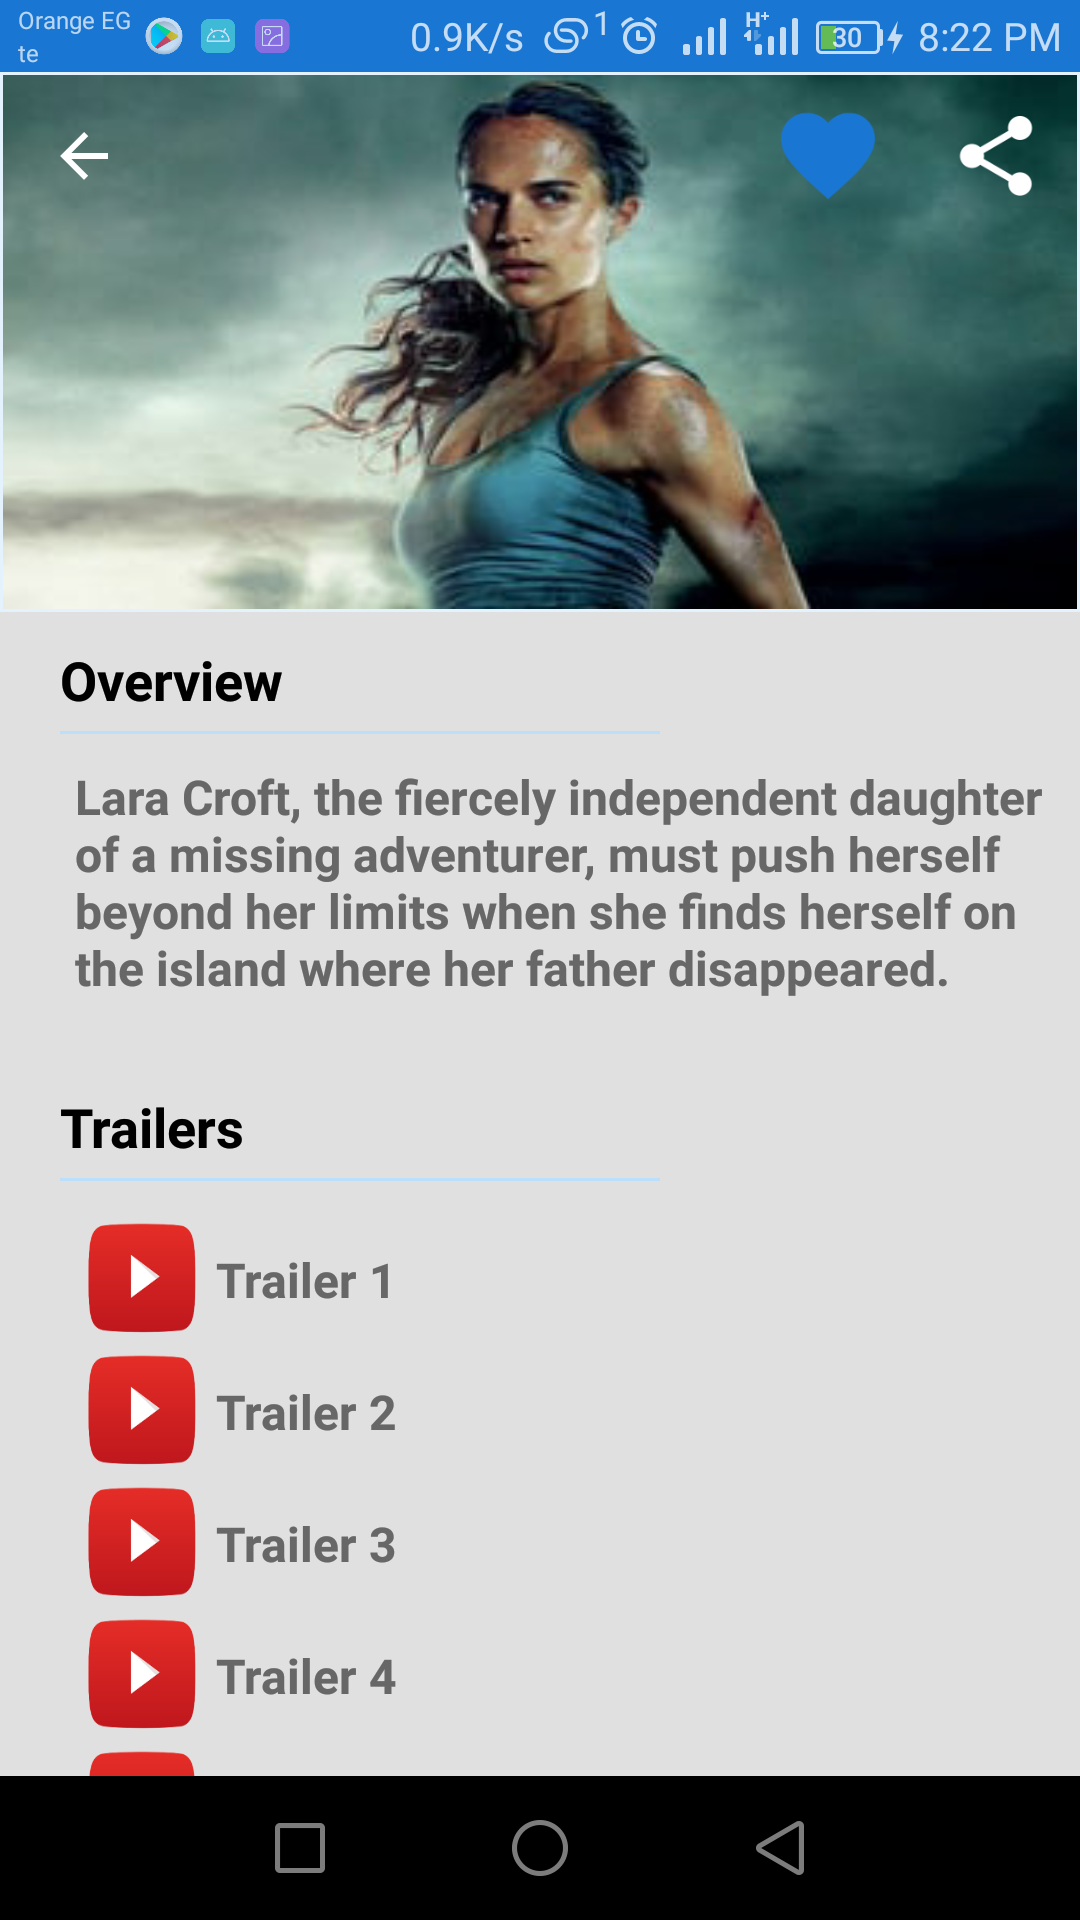 Orange EG
te
0.9K/s 1 H+ 30 8:22 PM
Overview
Lara Croft, the fiercely independent daughter
of a missing adventurer, must push herself
beyond her limits when she finds herself on
the island where her father disappeared.
Trailers
Trailer 1
Trailer 2
Trailer 3
Trailer 4